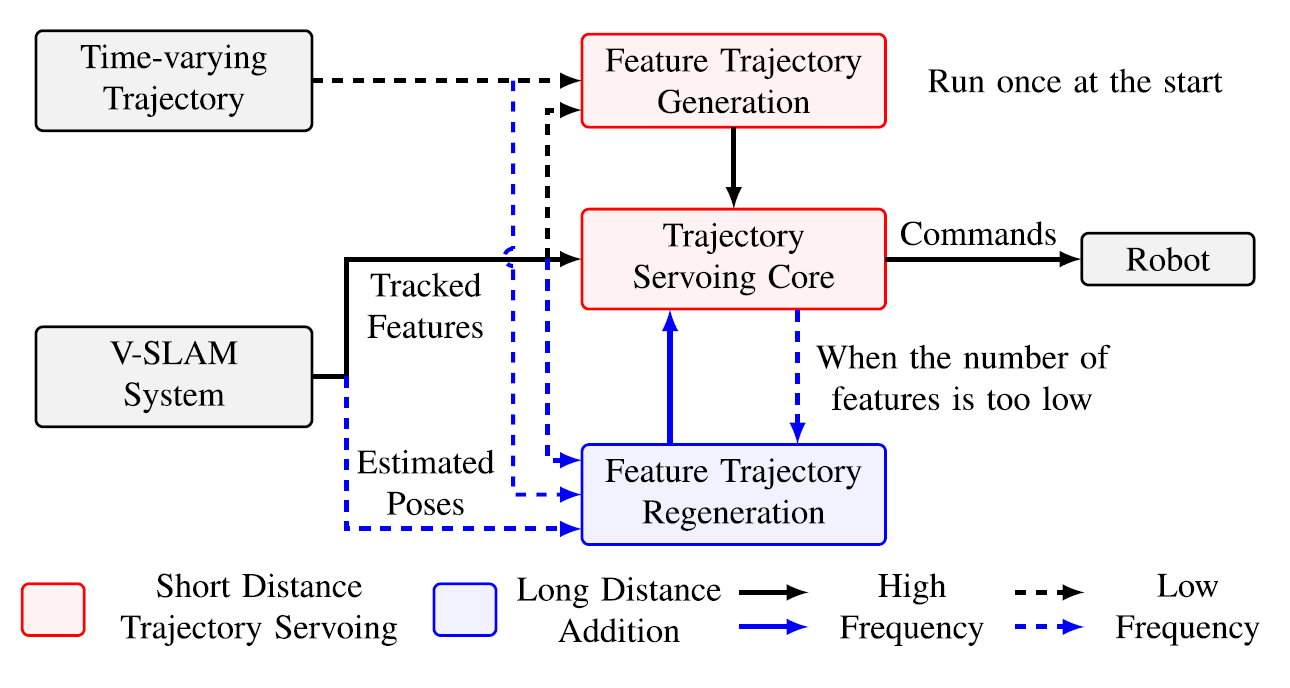 Time-varying
Trajectory
Feature Trajectory
Generation
Run once at the start
Trajectory
Servoing Core
Commands
Robot
Tracked
Features
V-SLAM
System
When the number of
features is too low
Estimated
Poses
Feature Trajectory
Regeneration
Short Distance
Trajectory Servoing
Long Distance
Addition
High
Frequency
Low
Frequency